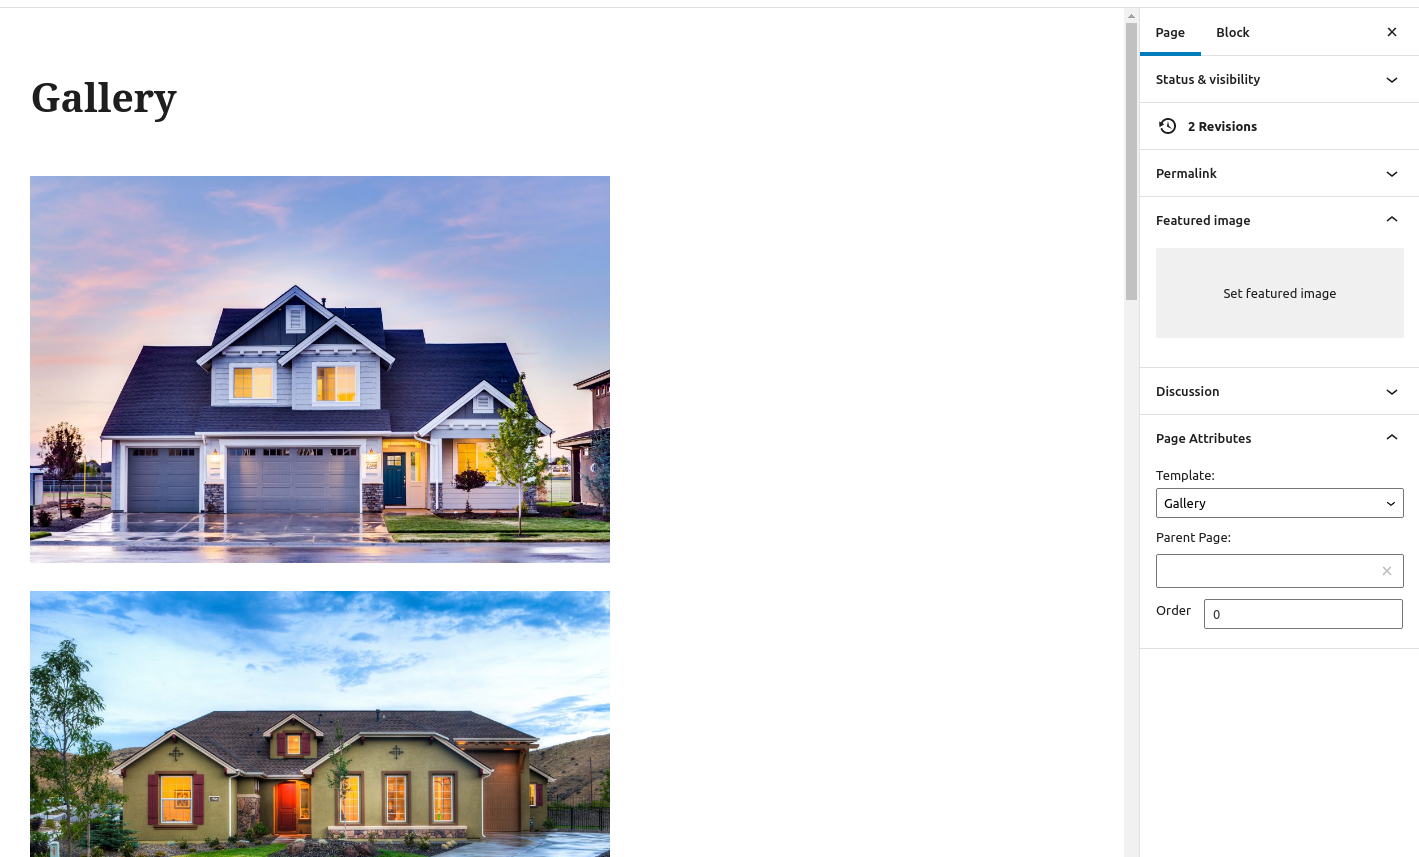 Gallery
Page
Block
Status & visibility
2 Revisions
Permalink
Featured image
Set featured image
Discussion
Page Attributes
Template:
Gallery
Parent Page:
Order
0